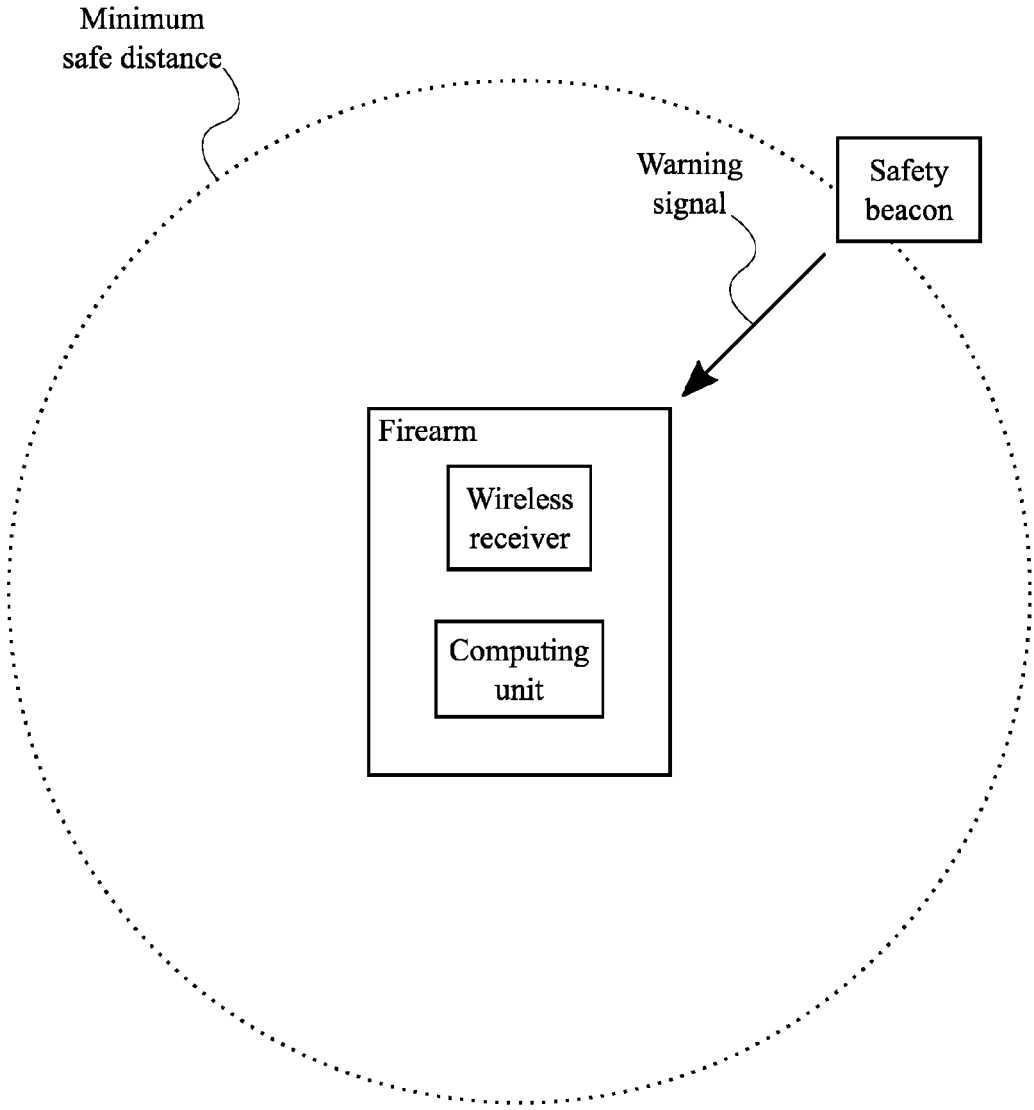 Minimum
safe distance
Warning
signal
Safety
beacon
Firearm
Wireless
receiver
Computing
unit